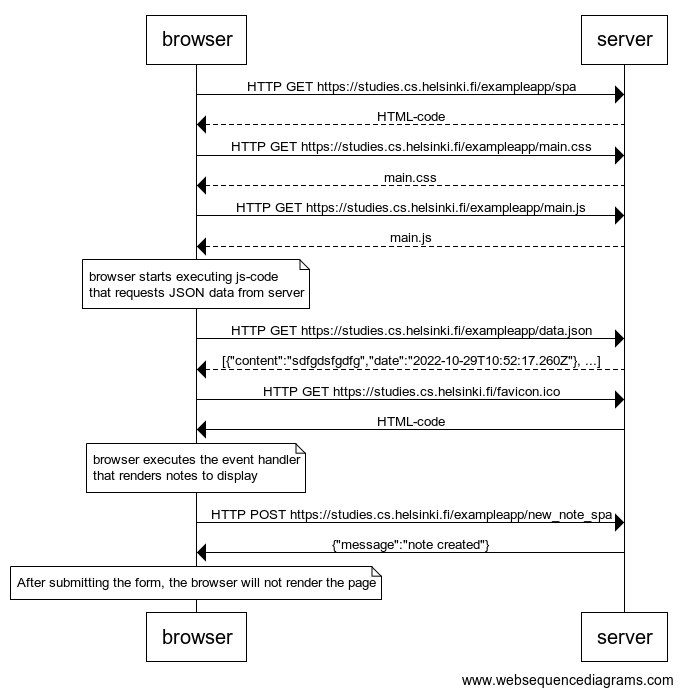 browser server
HTTP GET https://studies.cs.helsinki.fi/exampleapp/spa
HTML-code
HTTP GET https://studies.cs.helsinki.fi/exampleapp/main.css
main.css
HTTP GET https://studies.cs.helsinki.fi/exampleapp/main.js
main.js
browser starts executing js-code
that requests JSON data from server
HTTP GET https://studies.cs.helsinki.fi/exampleapp/data.json
[{"content":"sdfgdsfgdfg","date":"2022-10-29T10:52:17.260Z"}, ...]
HTTP GET https://studies.cs.helsinki.fi/favicon.ico
HTML-code
browser executes the event handler
that renders notes to display
HTTP POST https://studies.cs.helsinki.fi/exampleapp/new_note_spa
{"message":"note created"}
After submitting the form, the browser will not render the page
browser server
www.websequencediagrams.com